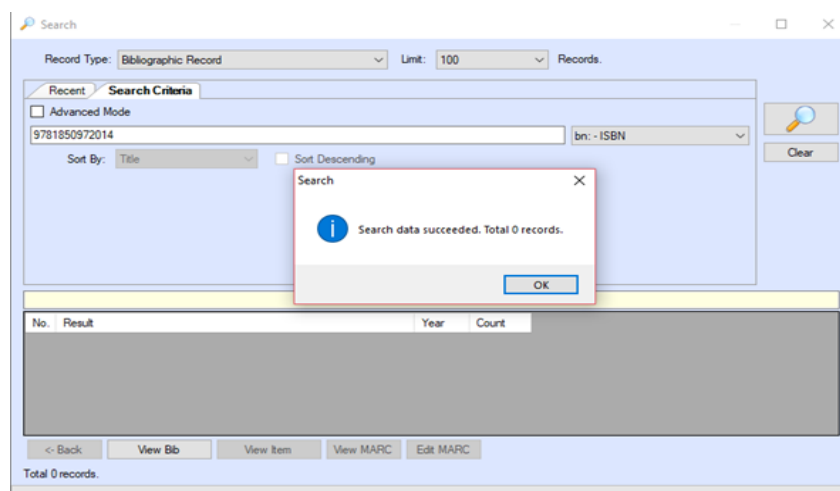 Search
Record Type: Bibliographic Record Limit: 100 Records.
Recent Search Criteria
Advanced Mode
9781850972014 bn: - ISBN
Sort By: Title Sort Descending
Clear
Search
Search data succeeded. Total 0 records.
OK
No. Result Year Count
<- Back View Bib View Item View MARC Edit MARC
Total 0 records.